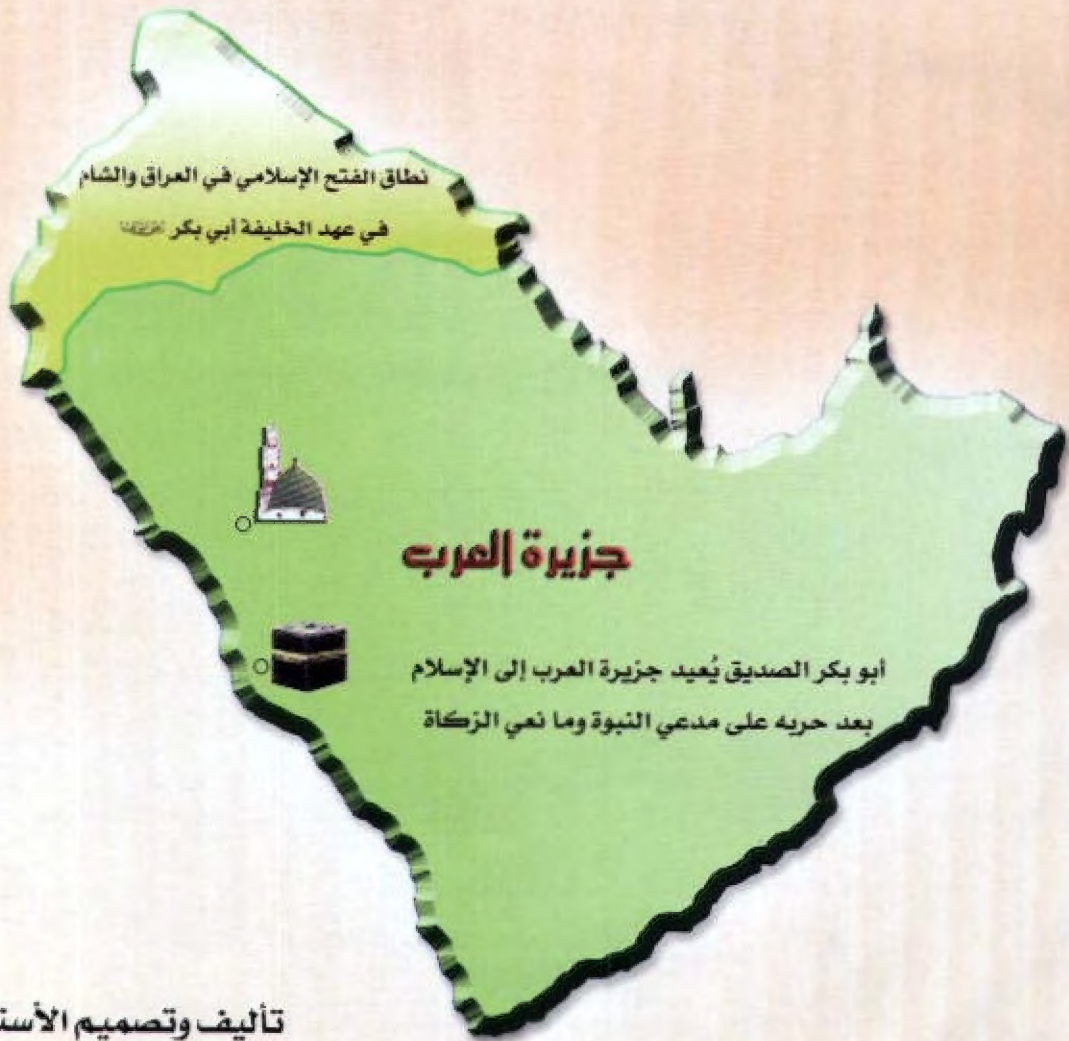 نطاق الفتح الإسلامي في العراق والشام
في عهد الخليفة أبي بكر
جزيرة العرب
أبو بكر الصديق يُعيد جزيرة العرب إلى الإسلام
بعد حربه على مدعي النبوة وما نعي الزكاة
تأليف وتصميم